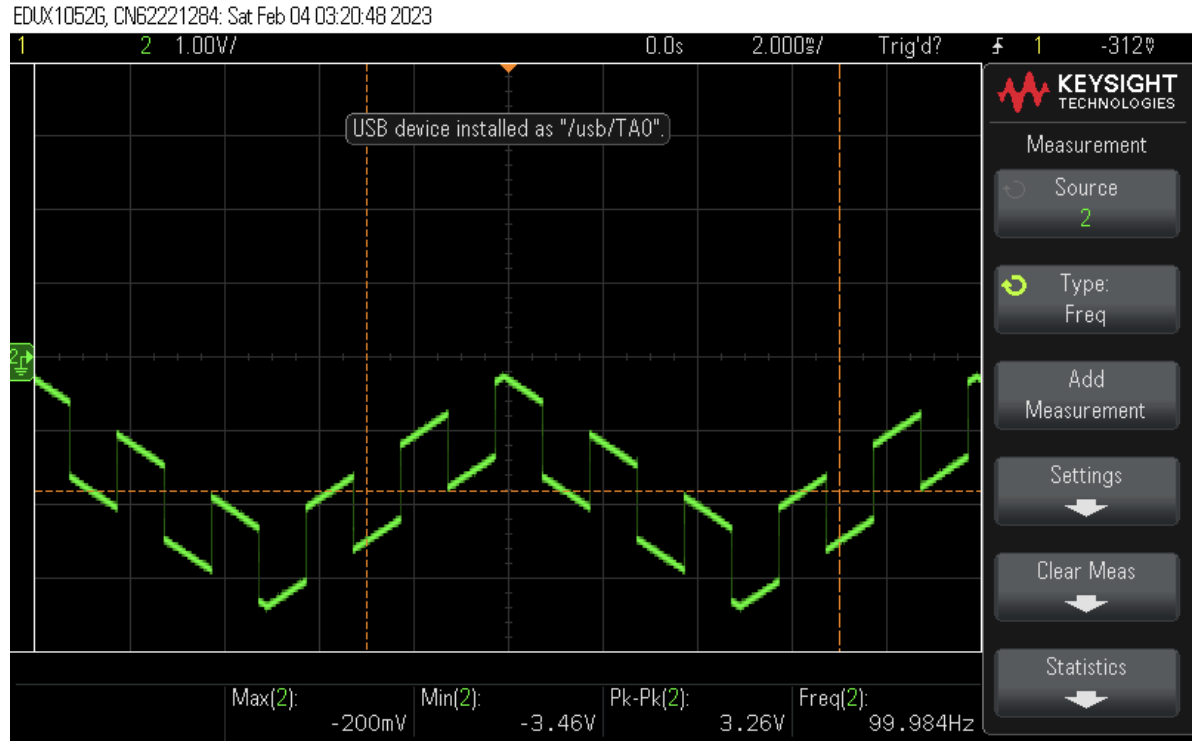 EDUX1052G, CN62221284: Sat Feb 04 03:20:48 2023
1 2 1.00V/ 0.0s 2.000ms/ Trig'd? 1 -312V
KEYSIGHT
TECHNOLOGIES
USB device installed as "/usb/TA0".
Measurement
Source
2
Type:
Freq
2
Add
Measurement
Settings
Clear Meas
Statistics
Max(2): Min(2): Pk-Pk(2): Freq(2):
-200mV -3.46V 3.26V 99.984Hz